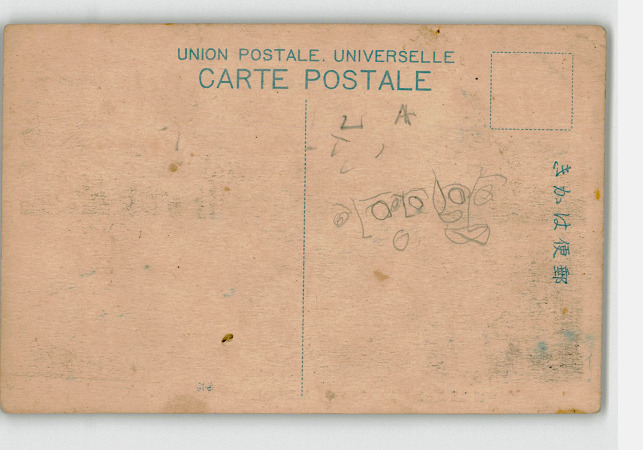 UNION POSTALE. UNIVERSELLE
CARTE POSTALE
きかは便郵